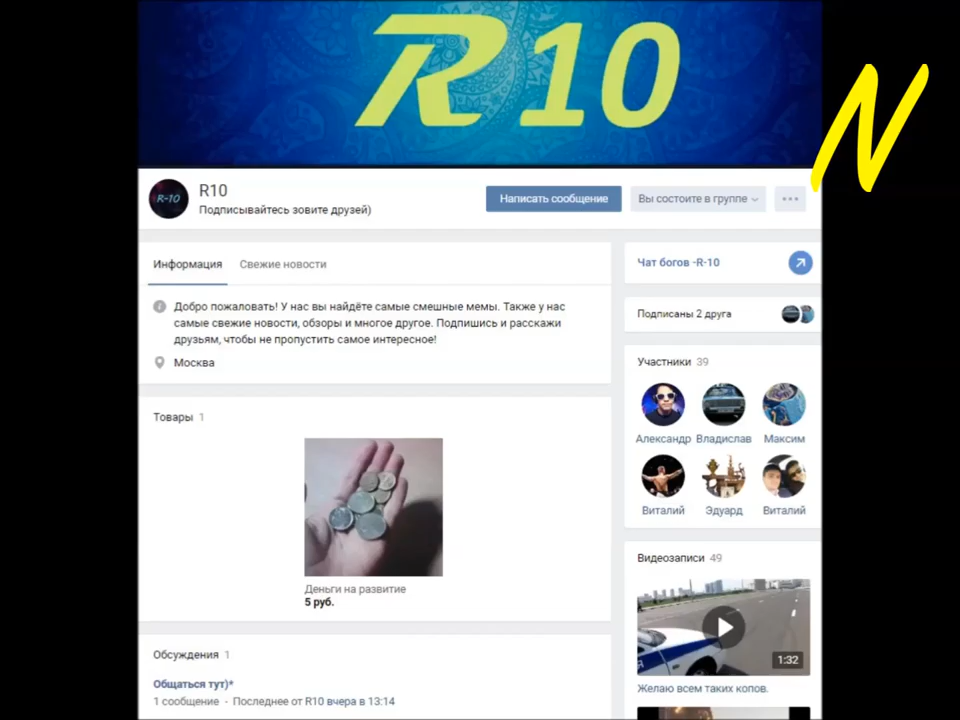 R10
N
R-10
R10
Подписывайтесь зовите друзей)
Написать сообщение
Вы состоите в группе
Информация
Свежие новости
Добро пожаловать! У нас вы найдёте самые смешные мемы. Также у нас
самые свежие новости, обзоры и многое другое. Подпишись и расскажи
друзьям, чтобы не пропустить самое интересное!
Москва
Товары 1
Деньги на развитие
5 руб.
Обсуждения 1
Общаться тут)*
1 сообщение - Последнее от R10 вчера в 13:14
Чат богов -R-10
Подписаны 2 друга
Участники 39
Александр Владислав Максим
Виталий Эдуард Виталий
Видеозаписи 49
Я
1:32
Желаю всем таких копов.